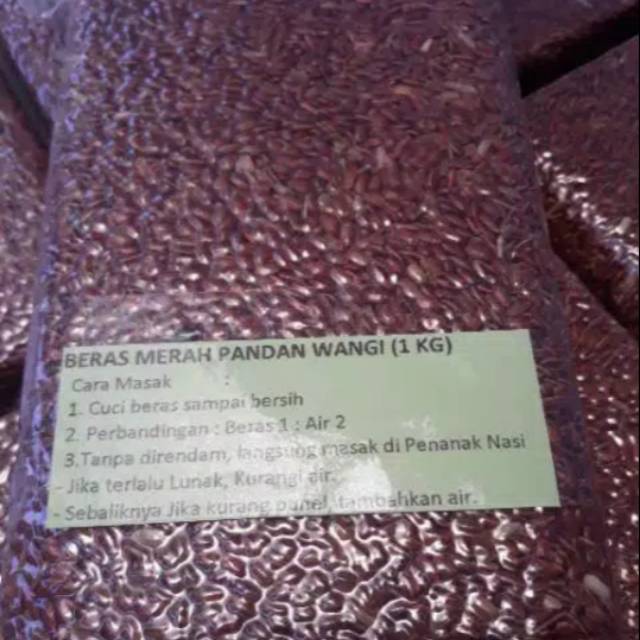 BERAS MERAH PANDAN WANGI (1 KG)
Cara Masak :
1. Cuci beras sampai bersih
2. Perbandingan : Beras 1 : Air 2
3.Tanpa direndam, langsung masak di Penanak Nasi
- Jika terlalu Lunak, Kurangi air.
- Sebaliknya Jika kurang punel, tambahkan air.